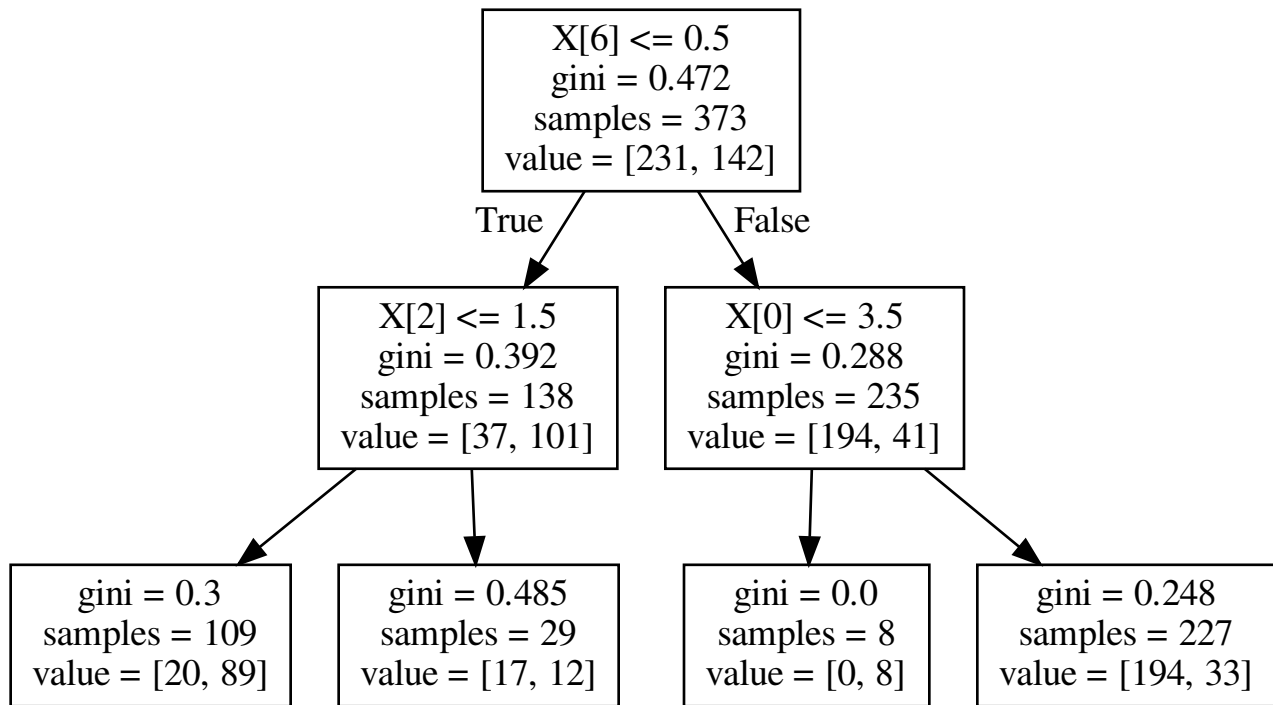 X[6] <= 0.5
gini = 0.472
samples = 373
value = [231, 142]
True
False
X[2] <= 1.5
gini = 0.392
samples = 138
value = [37, 101]
X[0] <= 3.5
gini = 0.288
samples = 235
value = [194, 41]
gini = 0.3
samples = 109
value = [20, 89]
gini = 0.485
samples = 29
value = [17, 12]
gini = 0.0
samples = 8
value = [0, 8]
gini = 0.248
samples = 227
value = [194, 33]